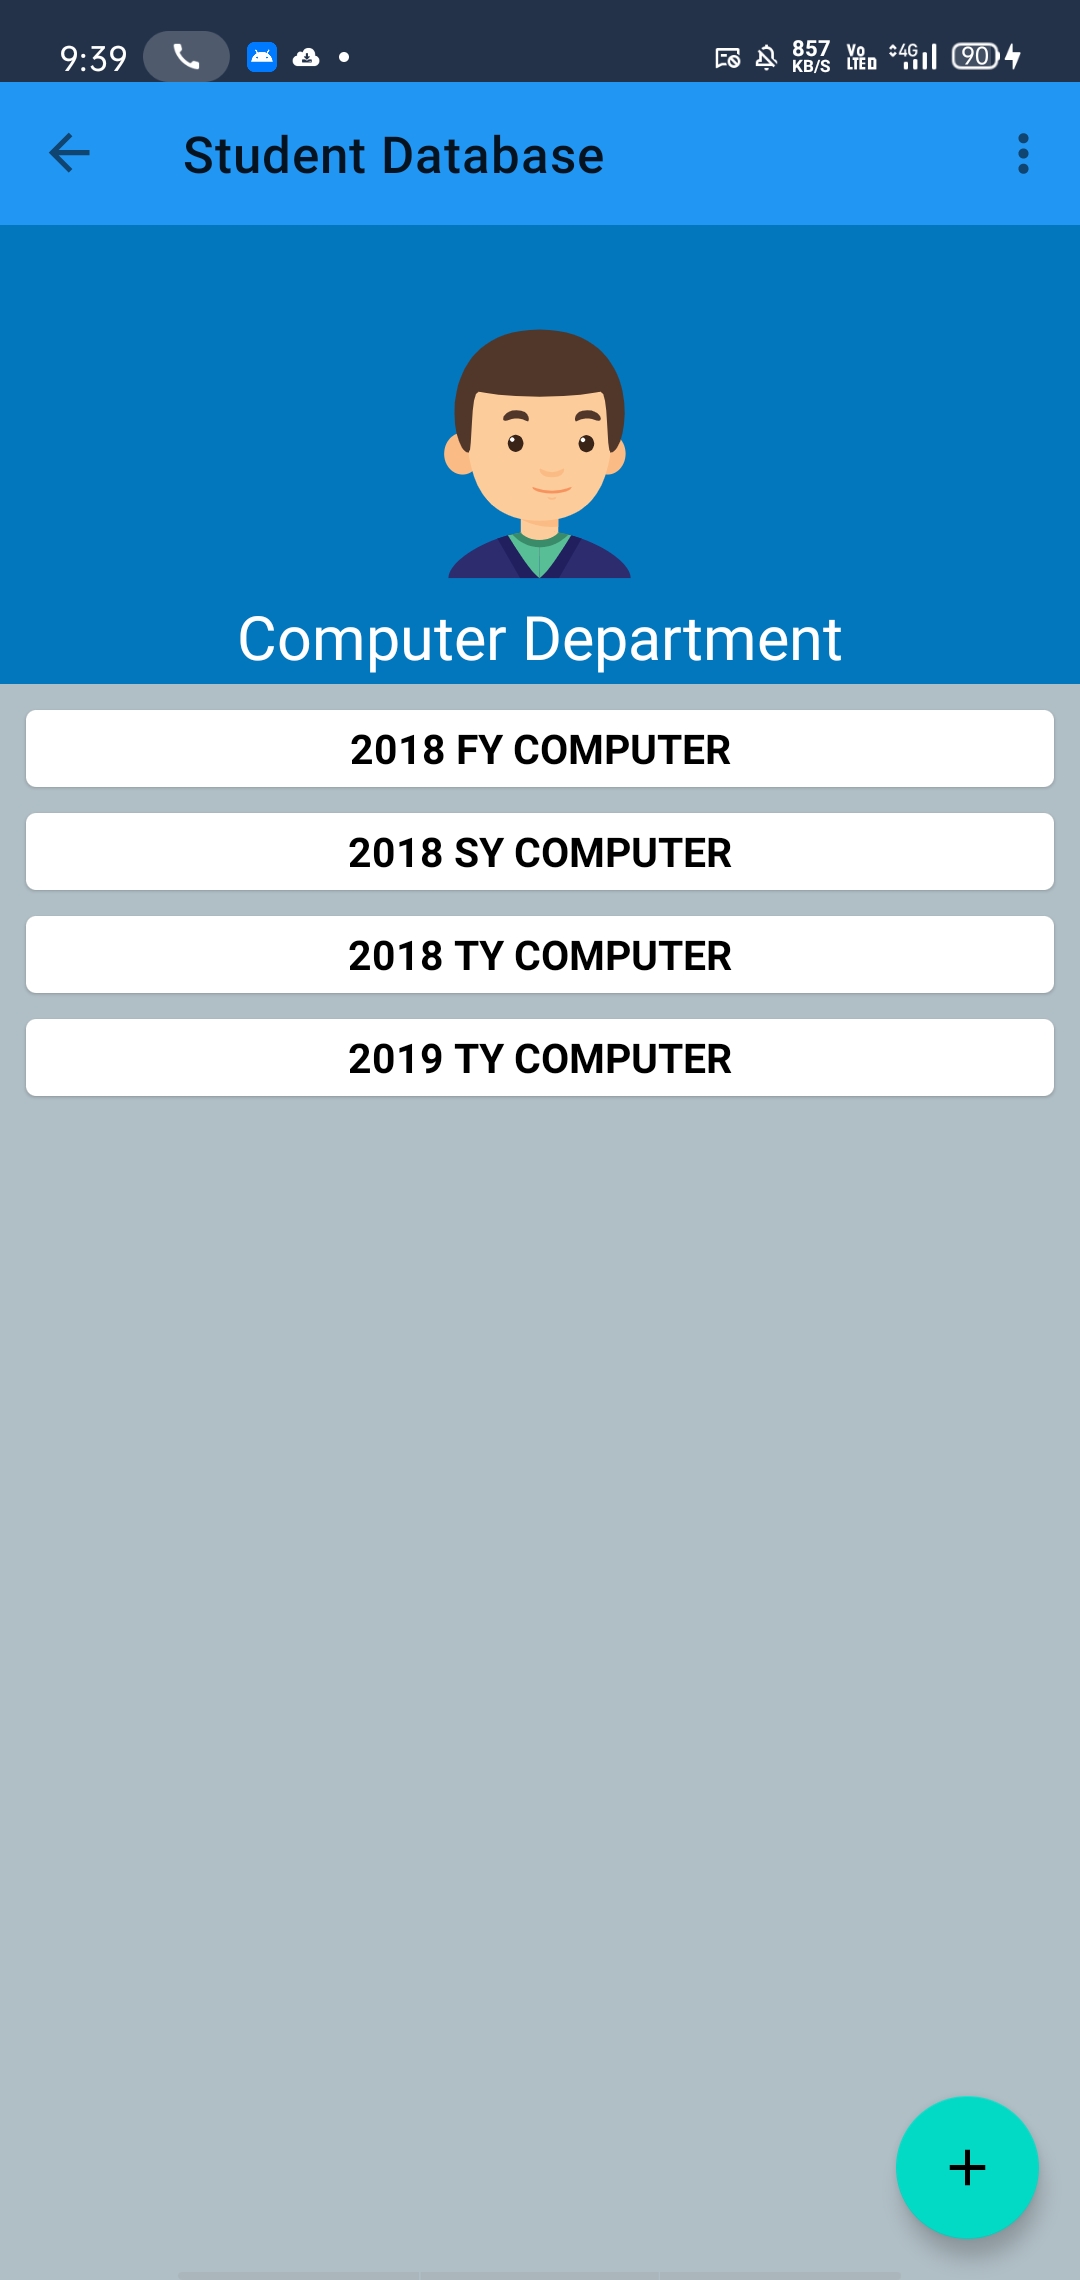 9:39 857 KB/S Vo LTE D 4G 90
Student Database
Computer Department
2018 FY COMPUTER
2018 SY COMPUTER
2018 TY COMPUTER
2019 TY COMPUTER
+